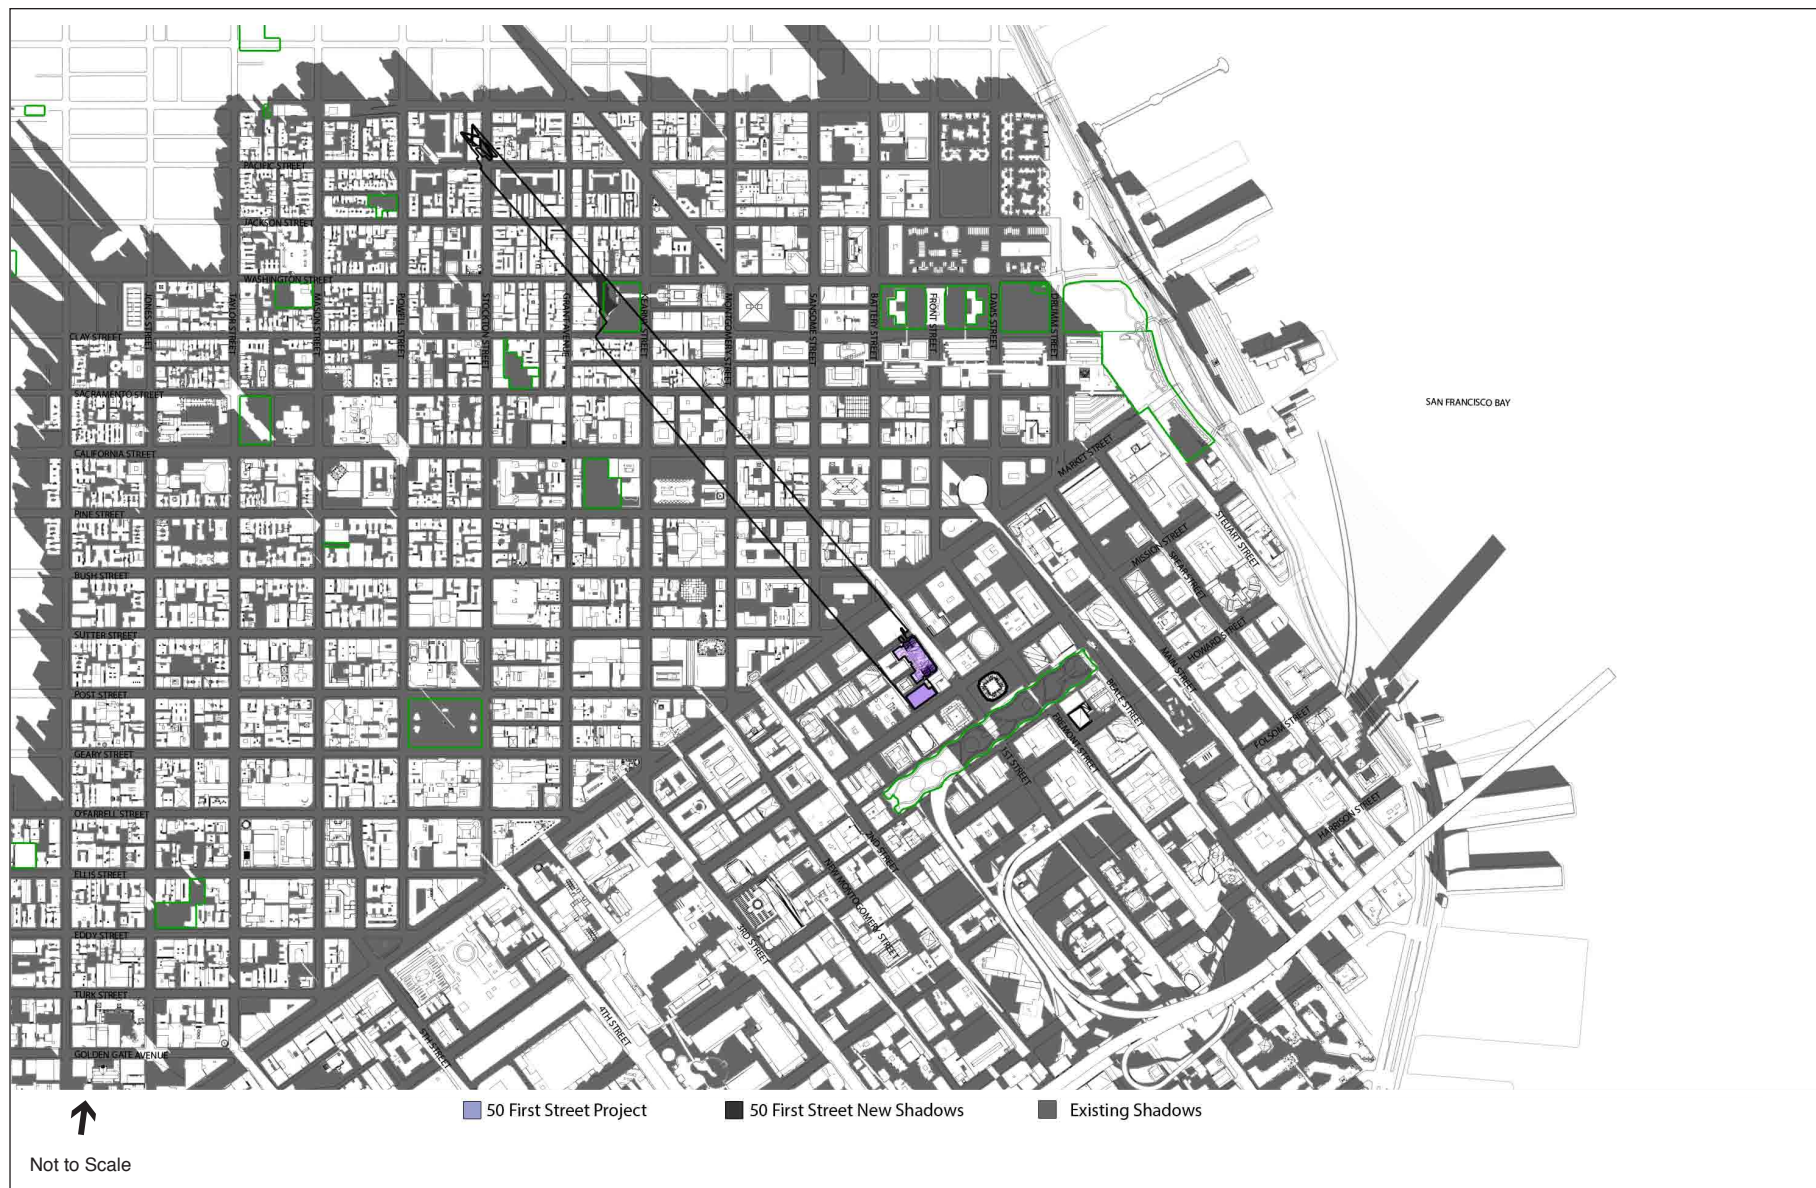 PACIFIC STREET
JACKSON STREET
WASHINGTON STREET
JONES STREET
TAYLOR STREET
MASON STREET
POWELL STREET
STOCKTON STREET
GRANT AVENUE
KEARNY STREET
MONTGOMERY STREET
SANSOME STREET
BATTERY STREET
FRONT STREET
DAVIS STREET
DRUMM STREET
CLAY STREET
SACRAMENTO STREET
SAN FRANCISCO BAY
CALIFORNIA STREET
MARKET STREET
PINE STREET
MISSION STREET
STEUART STREET
SPEAR STREET
BUSH STREET
SUTTER STREET
HOWARD STREET
MAIN STREET
POST STREET
BEALE STREET
FREMONT STREET
FOLSOM STREET
GEARY STREET
1ST STREET
O'FARRELL STREET
HARRISON STREET
2ND STREET
ELLIS STREET
NEW MONTOGOMERY STREET
EDDY STREET
3RD STREET
TURK STREET
4TH STREET
5TH STREET
GOLDEN GATE AVENUE
50 First Street Project
50 First Street New Shadows
Existing Shadows
Not to Scale